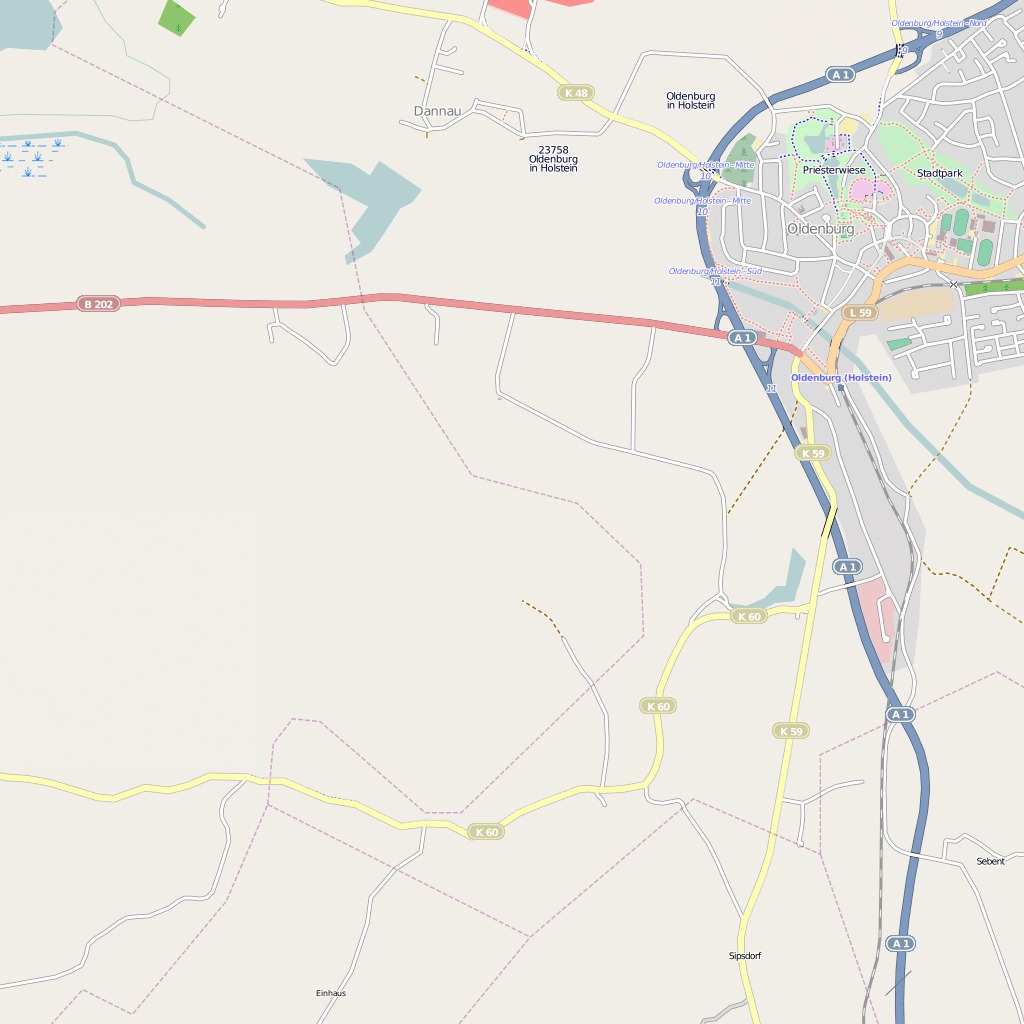 Oldenburg/Holstein-Nord
9
9
A 1
K 48
Oldenburg
in Holstein
Dannau
23758
Oldenburg
in Holstein
Oldenburg/Holstein-Mitte
10
Priesterwiese
Stadtpark
Oldenburg/Holstein-Mitte
10
Oldenburg
Oldenburg/Holstein-Süd
11
B 202
L 59
A 1
Oldenburg (Holstein)
11
K 59
A 1
K 60
K 60
A 1
K 59
K 60
Sebent
A 1
Sipsdorf
Einhaus